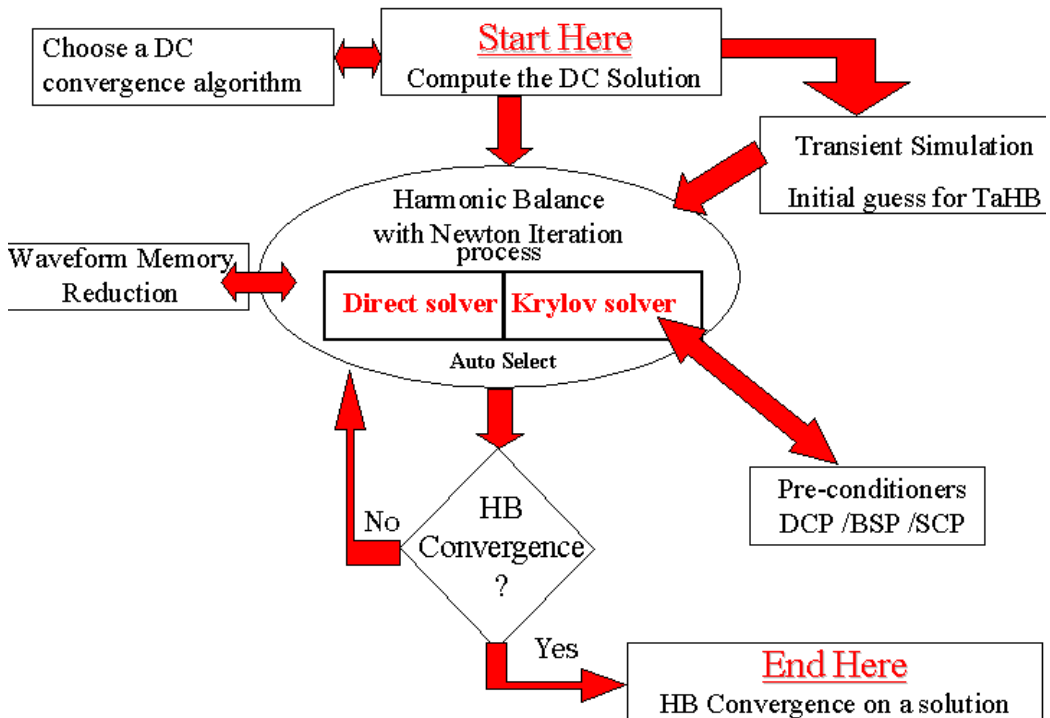 Start Here
Compute the DC Solution
Choose a DC
convergence algorithm
Transient Simulation
Initial guess for TaHB
Harmonic Balance
with Newton Iteration
process
Waveform Memory
Reduction
Direct solver
Krylov solver
Auto Select
Pre-conditioners
DCP /BSP /SCP
No
HB
Convergence
?
Yes
End Here
HB Convergence on a solution